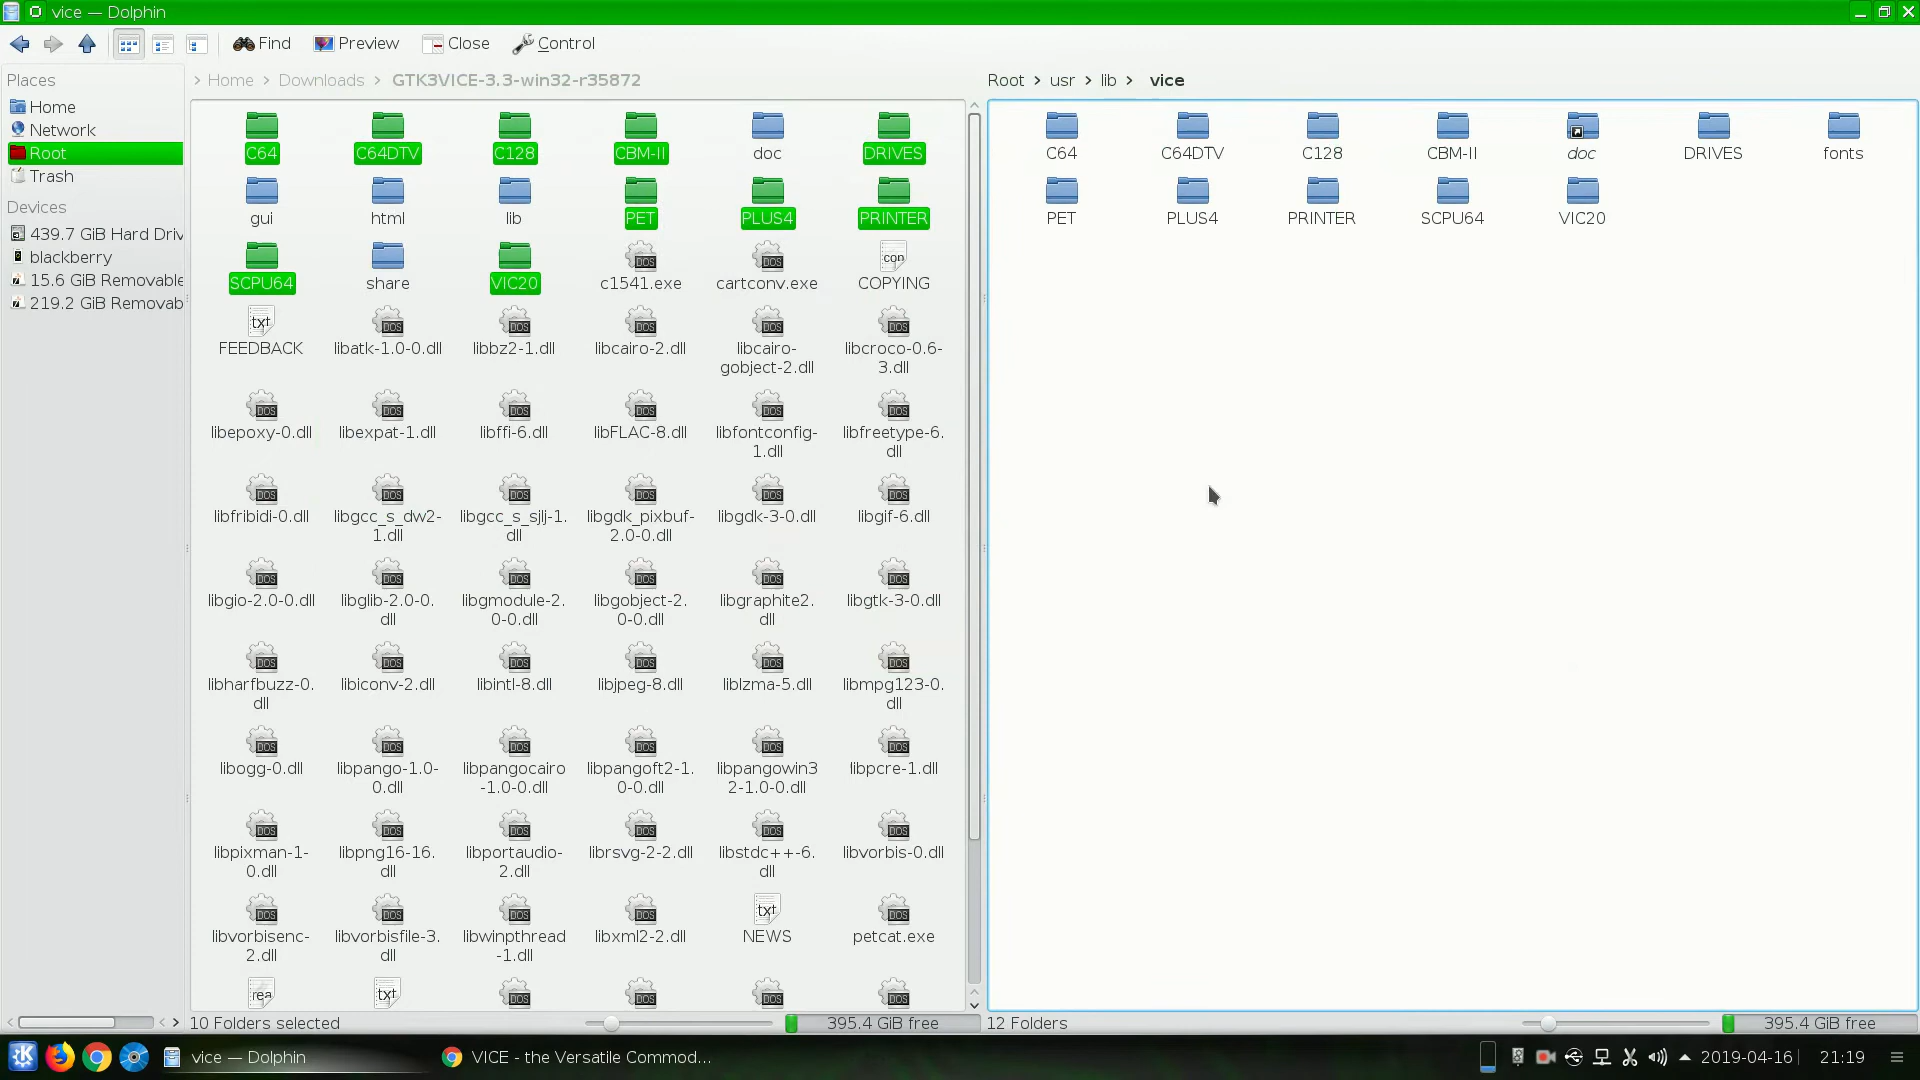 vice — Dolphin
Find
Preview
Close
Control
Places
Home
Network
Root
Trash
Devices
439.7 GiB Hard Driv
blackberry
15.6 GiB Removable
219.2 GiB Removab
> Home > Downloads > GTK3VICE-3.3-win32-r35872
C64 C64DTV C128 CBM-II doc DRIVES
gui html lib PET PLUS4 PRINTER
SCPU64 share VIC20 c1541.exe cartconv.exe COPYING
FEEDBACK libatk-1.0-0.dll libbz2-1.dll libcairo-2.dll libcairo- libcroco-0.6-
gobject-2.dll 3.dll
libepoxy-0.dll libexpat-1.dll libffi-6.dll libFLAC-8.dll libfontconfig- libfreetype-6.
1.dll dll
libfribidi-0.dll libgcc_s_dw2- libgcc_s_sjlj-1. libgdk_pixbuf- libgdk-3-0.dll libgif-6.dll
1.dll dll 2.0-0.dll
libgio-2.0-0.dll libglib-2.0-0. libgmodule-2. libgobject-2. libgraphite2. libgtk-3-0.dll
dll 0-0.dll 0-0.dll dll
libharfbuzz-0. libiconv-2.dll libintl-8.dll libjpeg-8.dll liblzma-5.dll libmpg123-0.
dll dll
libogg-0.dll libpango-1.0- libpangocairo libpangoft2-1. libpangowin3 libpcre-1.dll
0.dll -1.0-0.dll 0-0.dll 2-1.0-0.dll
libpixman-1- libpng16-16. libportaudio- librsvg-2-2.dll libstdc++-6. libvorbis-0.dll
0.dll dll 2.dll dll
libvorbisenc- libvorbisfile-3. libwinpthread libxml2-2.dll NEWS petcat.exe
2.dll dll -1.dll
10 Folders selected
395.4 GiB free
Root > usr > lib > vice
C64 C64DTV C128 CBM-II doc DRIVES fonts
PET PLUS4 PRINTER SCPU64 VIC20
12 Folders
395.4 GiB free
vice — Dolphin
VICE - the Versatile Commod...
2019-04-16
21:19